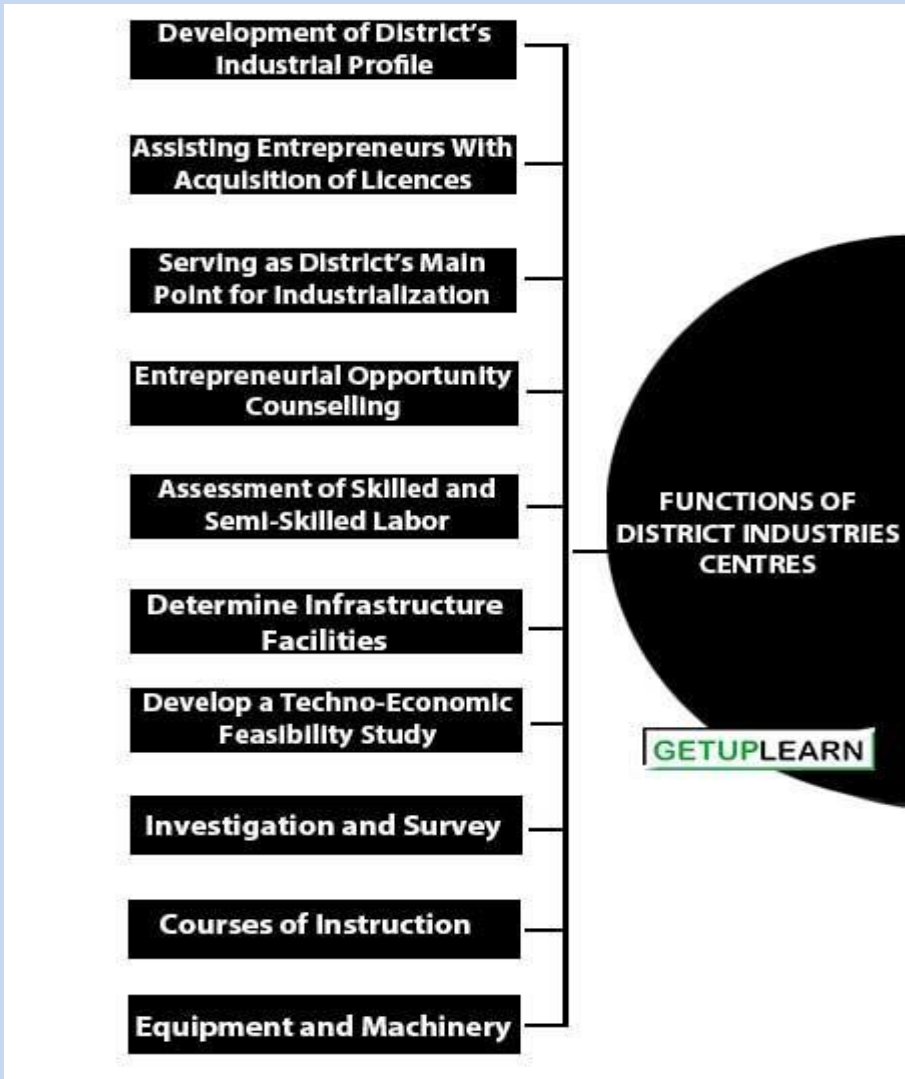 Development of District's
Industrial Profile
Assisting Entrepreneurs With
Acquisition of Licences
Serving as District's Main
Point for Industrialization
Entrepreneurial Opportunity
Counselling
Assessment of Skilled and
Semi-Skilled Labor
Determine Infrastructure
Facilities
Develop a Techno-Economic
Feasibility Study
Investigation and Survey
Courses of Instruction
Equipment and Machinery
FUNCTIONS OF
DISTRICT INDUSTRIES
CENTRES
GETUPLEARN